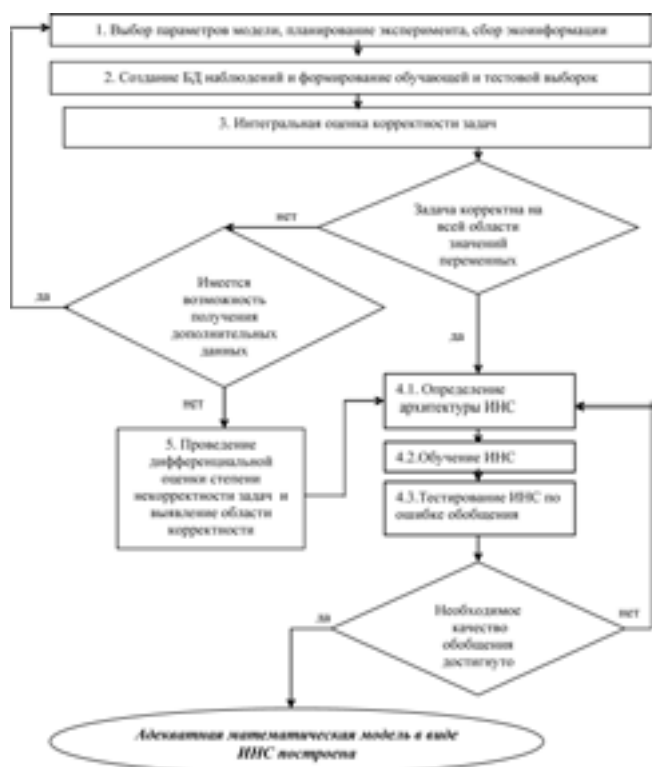 1. Выбор параметров модели, планирование эксперимента, сбор экоинформации
2. Создание БД наблюдений и формирование обучающей и тестовой выборок
3. Интегральная оценка корректности задач
Задача корректна на
всей области
значений
переменных
нет
Имеется
возможность
получения
дополнительных
данных
да
да
нет
4.1. Определение
архитектуры ИНС
5. Проведение
дифференциальной
оценки степени
некорректности задач и
выявление области
корректности
4.2.Обучение ИНС
4.3.Тестирование ИНС по
ошибке обобщения
Необходимое
качество
обобщения
достигнуто
да
нет
Адекватная математическая модель в виде
ИНС построена